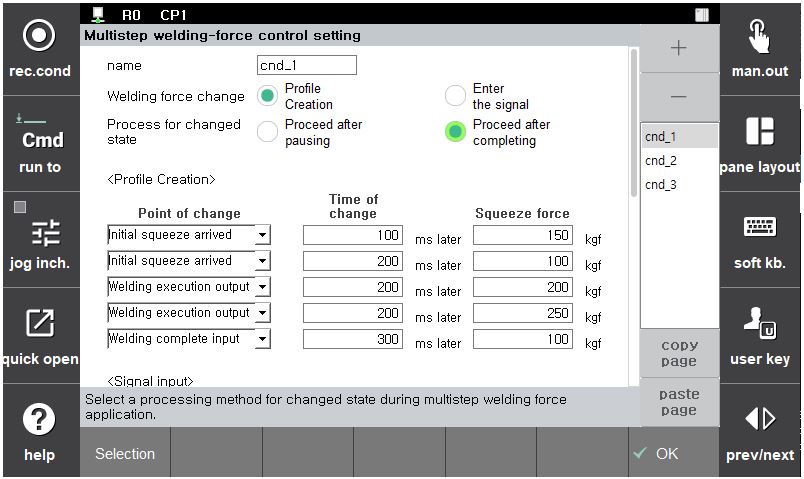 R0 CP1
Multistep welding-force control setting
rec.cond
Cmd
run to
jog inch.
quick open
help
name cnd_1
Welding force change Profile Creation Enter the signal
Process for changed state Proceed after pausing Proceed after completing
<Profile Creation>
Point of change Time of change Squeeze force
Initial squeeze arrived 100 ms later 150 kgf
Initial squeeze arrived 200 ms later 100 kgf
Welding execution output 200 ms later 200 kgf
Welding execution output 200 ms later 250 kgf
Welding complete input 300 ms later 100 kgf
<Signal input>
Select a processing method for changed state during multistep welding force
application.
Selection
OK
+
−
cnd_1
cnd_2
cnd_3
copy
page
paste
page
man.out
pane layout
soft kb.
U
user key
prev/next